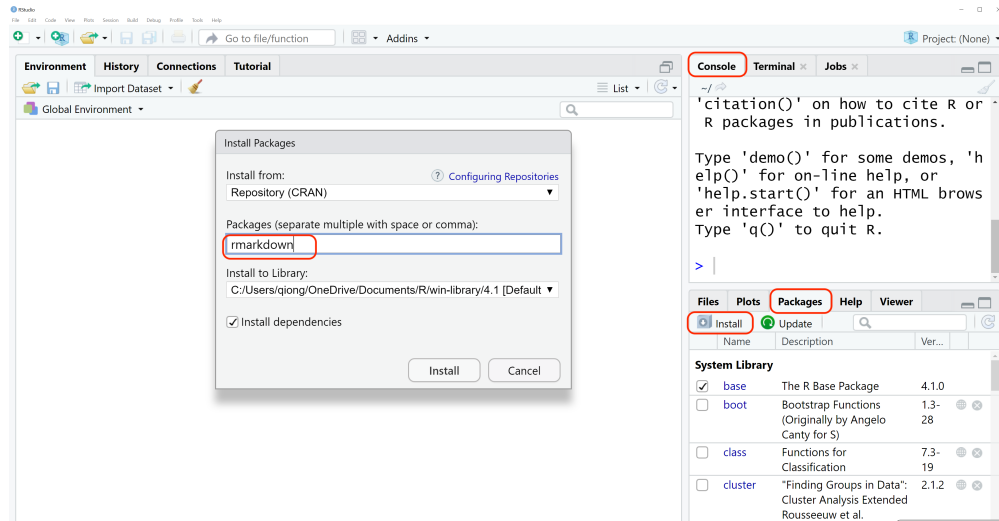 RStudio
File Edit Code View Plots Session Build Debug Profile Tools Help
Go to file/function Addins Project: (None)
Environment History Connections Tutorial
Import Dataset List
Global Environment
Install Packages
Install from: ? Configuring Repositories
Repository (CRAN)
Packages (separate multiple with space or comma):
rmarkdown
Install to Library:
C:/Users/qiong/OneDrive/Documents/R/win-library/4.1 [Default
Install dependencies
Install Cancel
Console Terminal Jobs
~/
'citation()' on how to cite R or
R packages in publications.
Type 'demo()' for some demos, 'h
elp()' for on-line help, or
'help.start()' for an HTML brows
er interface to help.
Type 'q()' to quit R.
>
Files Plots Packages Help Viewer
Install Update
Name Description Ver...
System Library
base The R Base Package 4.1.0
boot Bootstrap Functions 1.3-
(Originally by Angelo 28
Canty for S)
class Functions for 7.3-
Classification 19
cluster "Finding Groups in Data": 2.1.2
Cluster Analysis Extended
Rousseeuw et al.